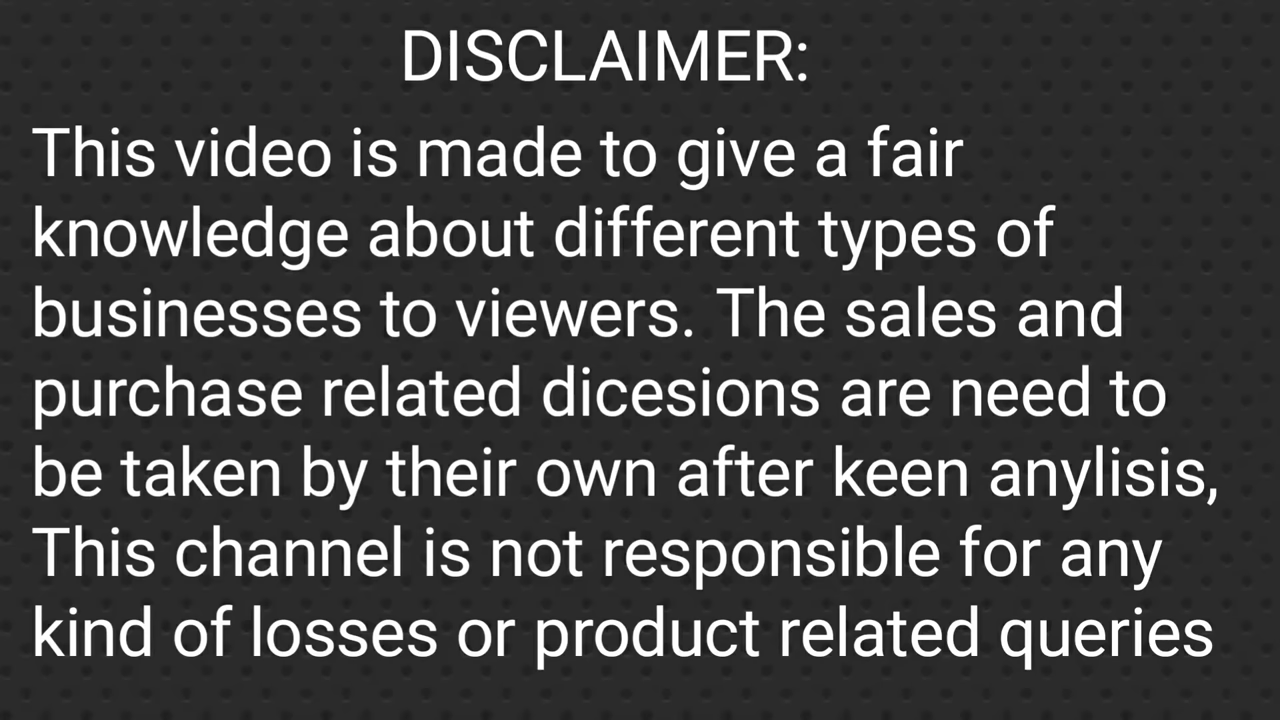 DISCLAIMER:
This video is made to give a fair
knowledge about different types of
businesses to viewers. The sales and
purchase related dicesions are need to
be taken by their own after keen anylisis,
This channel is not responsible for any
kind of losses or product related queries